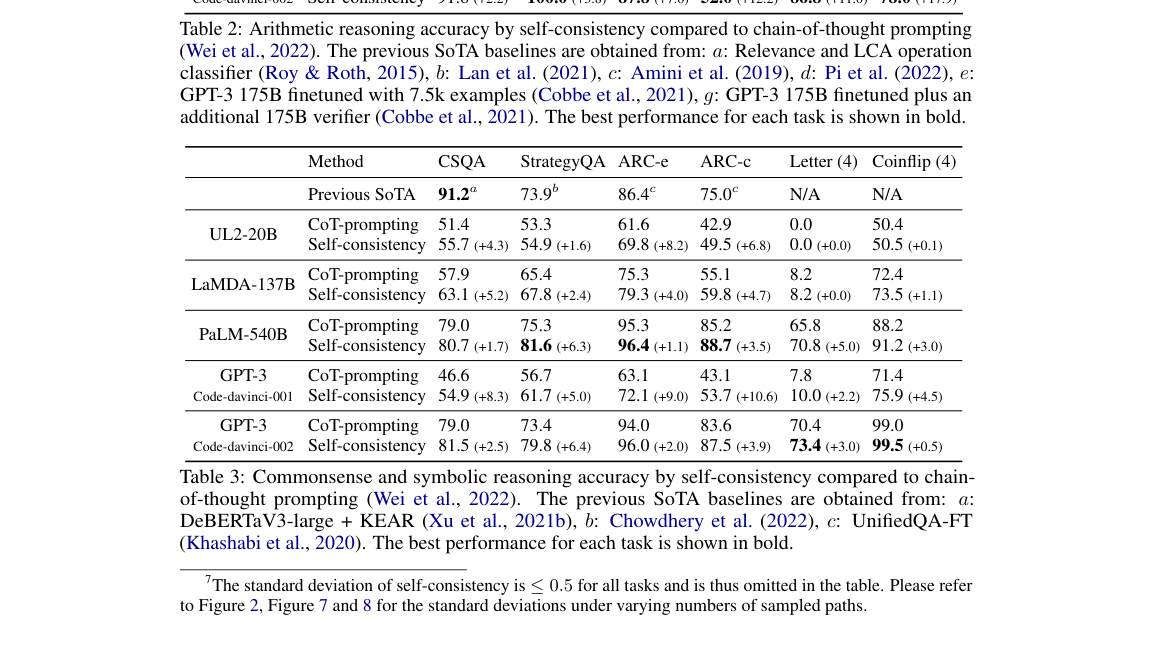 Table 2: Arithmetic reasoning accuracy by self-consistency compared to chain-of-thought prompting
(Wei et al., 2022). The previous SoTA baselines are obtained from: a: Relevance and LCA operation
classifier (Roy & Roth, 2015), b: Lan et al. (2021), c: Amini et al. (2019), d: Pi et al. (2022), e:
GPT-3 175B finetuned with 7.5k examples (Cobbe et al., 2021), g: GPT-3 175B finetuned plus an
additional 175B verifier (Cobbe et al., 2021). The best performance for each task is shown in bold.
Method CSQA StrategyQA ARC-e ARC-c Letter (4) Coinflip (4)
Previous SoTA 91.2a 73.9b 86.4c 75.0c N/A N/A
UL2-20B
CoT-prompting 51.4 53.3 61.6 42.9 0.0 50.4
Self-consistency 55.7 (+4.3) 54.9 (+1.6) 69.8 (+8.2) 49.5 (+6.8) 0.0 (+0.0) 50.5 (+0.1)
LaMDA-137B
CoT-prompting 57.9 65.4 75.3 55.1 8.2 72.4
Self-consistency 63.1 (+5.2) 67.8 (+2.4) 79.3 (+4.0) 59.8 (+4.7) 8.2 (+0.0) 73.5 (+1.1)
PaLM-540B
CoT-prompting 79.0 75.3 95.3 85.2 65.8 88.2
Self-consistency 80.7 (+1.7) 81.6 (+6.3) 96.4 (+1.1) 88.7 (+3.5) 70.8 (+5.0) 91.2 (+3.0)
GPT-3 CoT-prompting 46.6 56.7 63.1 43.1 7.8 71.4
Code-davinci-001 Self-consistency 54.9 (+8.3) 61.7 (+5.0) 72.1 (+9.0) 53.7 (+10.6) 10.0 (+2.2) 75.9 (+4.5)
GPT-3 CoT-prompting 79.0 73.4 94.0 83.6 70.4 99.0
Code-davinci-002 Self-consistency 81.5 (+2.5) 79.8 (+6.4) 96.0 (+2.0) 87.5 (+3.9) 73.4 (+3.0) 99.5 (+0.5)
Table 3: Commonsense and symbolic reasoning accuracy by self-consistency compared to chain-
of-thought prompting (Wei et al., 2022). The previous SoTA baselines are obtained from: a:
DeBERTaV3-large + KEAR (Xu et al., 2021b), b: Chowdhery et al. (2022), c: UnifiedQA-FT
(Khashabi et al., 2020). The best performance for each task is shown in bold.
7The standard deviation of self-consistency is ≤ 0.5 for all tasks and is thus omitted in the table. Please refer
to Figure 2, Figure 7 and 8 for the standard deviations under varying numbers of sampled paths.